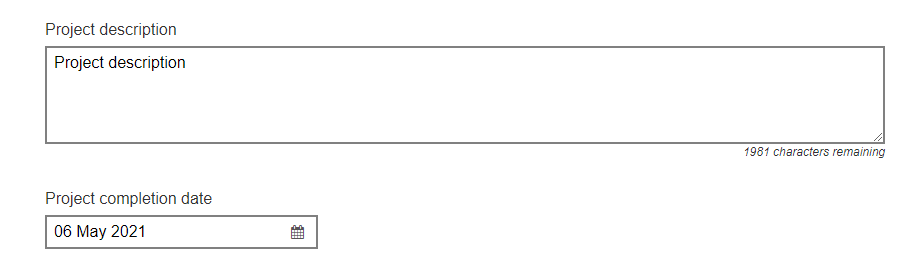 Project description
Project description
1981 characters remaining
Project completion date
06 May 2021